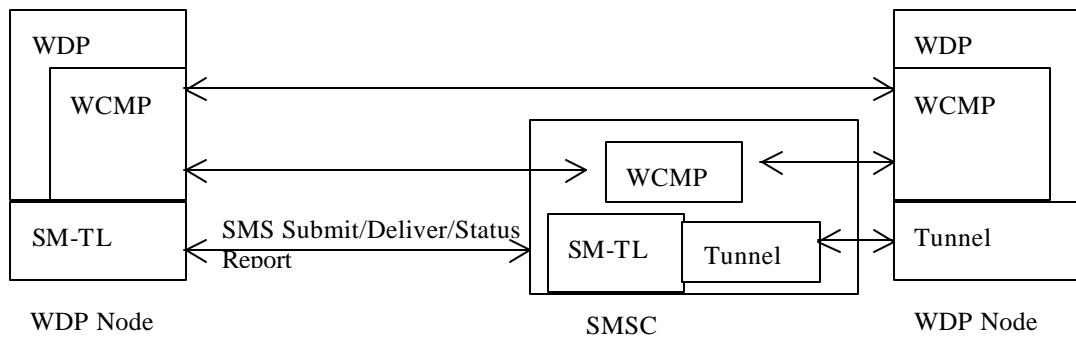 WDP
WDP
WCMP
WCMP
WCMP
SM-TL
SMS Submit/Deliver/Status
Report
SM-TL
Tunnel
Tunnel
WDP Node
SMSC
WDP Node